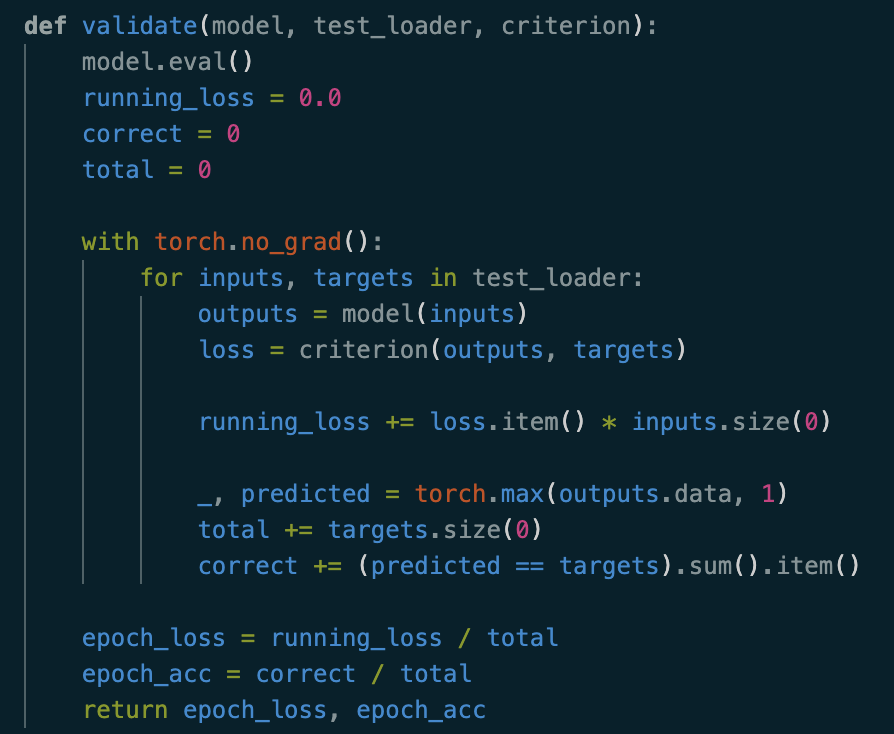 def validate(model, test_loader, criterion):
    model.eval()
    running_loss = 0.0
    correct = 0
    total = 0

    with torch.no_grad():
        for inputs, targets in test_loader:
            outputs = model(inputs)
            loss = criterion(outputs, targets)

            running_loss += loss.item() * inputs.size(0)

            _, predicted = torch.max(outputs.data, 1)
            total += targets.size(0)
            correct += (predicted == targets).sum().item()

    epoch_loss = running_loss / total
    epoch_acc = correct / total
    return epoch_loss, epoch_acc